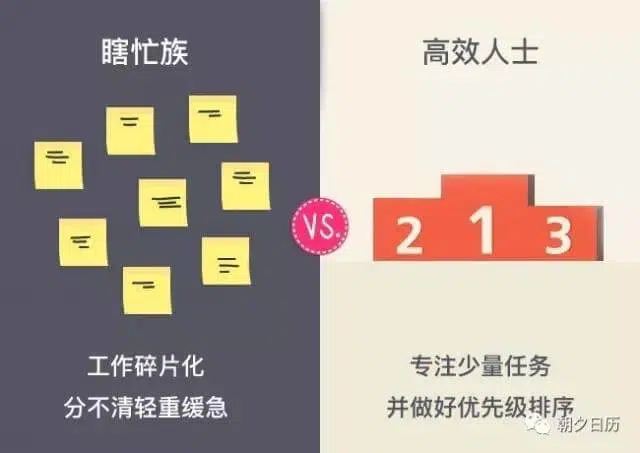 瞎忙族
高效人士
VS.
2 1 3
工作碎片化
分不清轻重缓急
专注少量任务
并做好优先级排序
朝夕日历